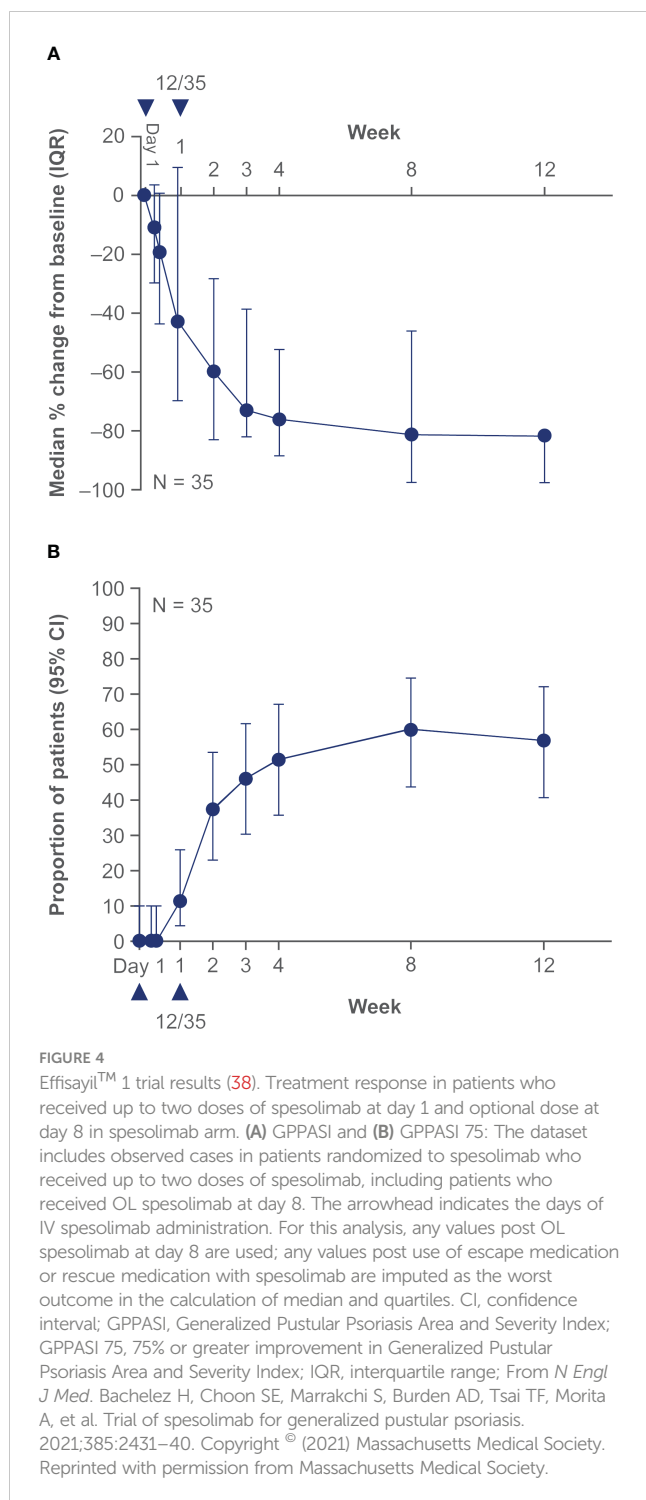 A
12/35
Week
Day 1
1
2
3
4
8
12
20
0
–20
–40
–60
–80
–100
Median % change from baseline (IQR)
N = 35
B
100
90
80
70
60
50
40
30
20
10
0
Proportion of patients (95% CI)
N = 35
Day 1
1
2
3
4
8
12
12/35
Week
FIGURE 4
Effisayil™ 1 trial results (38). Treatment response in patients who
received up to two doses of spesolimab at day 1 and optional dose at
day 8 in spesolimab arm. (A) GPPASI and (B) GPPASI 75: The dataset
includes observed cases in patients randomized to spesolimab who
received up to two doses of spesolimab, including patients who
received OL spesolimab at day 8. The arrowhead indicates the days of
IV spesolimab administration. For this analysis, any values post OL
spesolimab at day 8 are used; any values post use of escape medication
or rescue medication with spesolimab are imputed as the worst
outcome in the calculation of median and quartiles. CI, confidence
interval; GPPASI, Generalized Pustular Psoriasis Area and Severity Index;
GPPASI 75, 75% or greater improvement in Generalized Pustular
Psoriasis Area and Severity Index; IQR, interquartile range; From N Engl
J Med. Bachelez H, Choon SE, Marrakchi S, Burden AD, Tsai TF, Morita
A, et al. Trial of spesolimab for generalized pustular psoriasis.
2021;385:2431–40. Copyright © (2021) Massachusetts Medical Society.
Reprinted with permission from Massachusetts Medical Society.